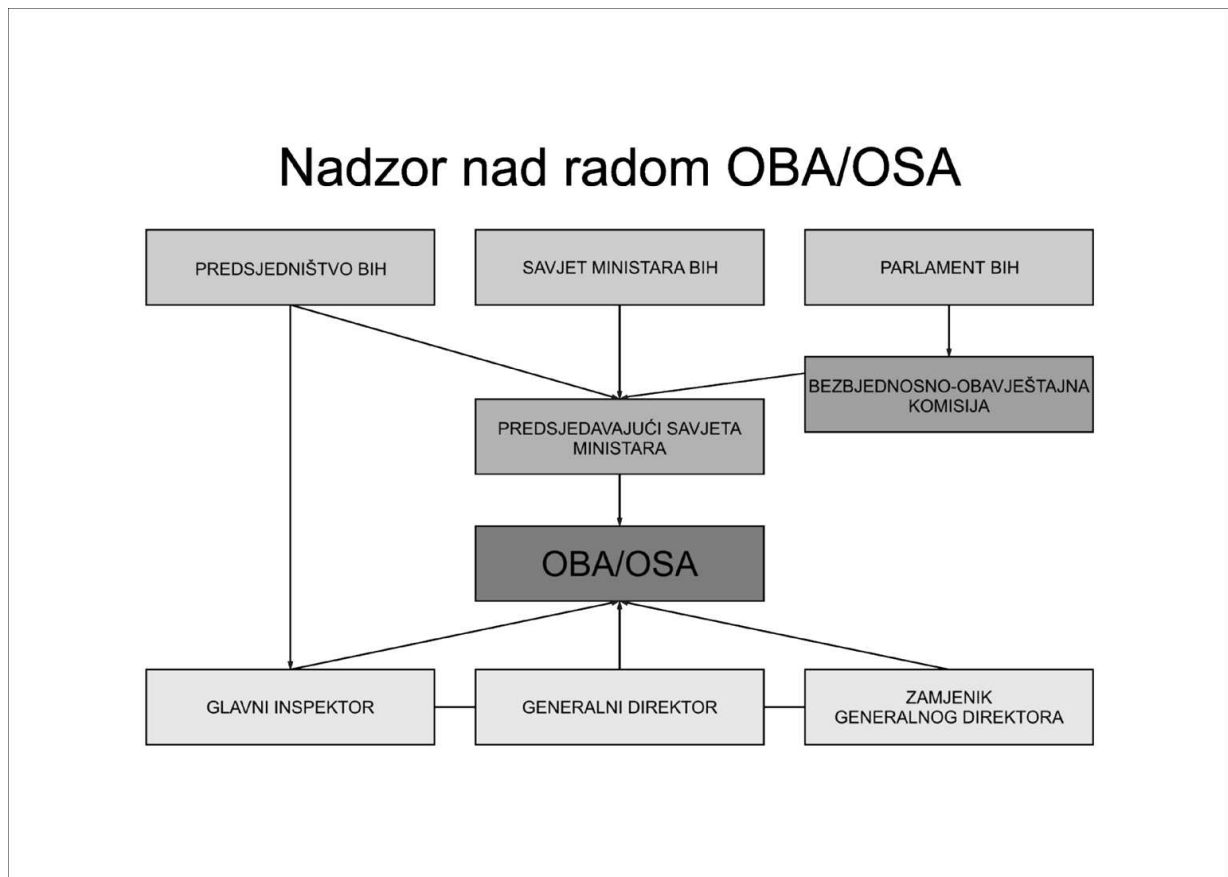 Nadzor nad radom OBA/OSA
PREDSJEDNIŠTVO BIH
SAVJET MINISTARA BIH
PARLAMENT BIH
BEZBJEDNOSNO-OBAVJEŠTAJNA
KOMISIJA
PREDSJEDAVAJUĆI SAVJETA
MINISTARA
OBA/OSA
GLAVNI INSPEKTOR
GENERALNI DIREKTOR
ZAMJENIK
GENERALNOG DIREKTORA